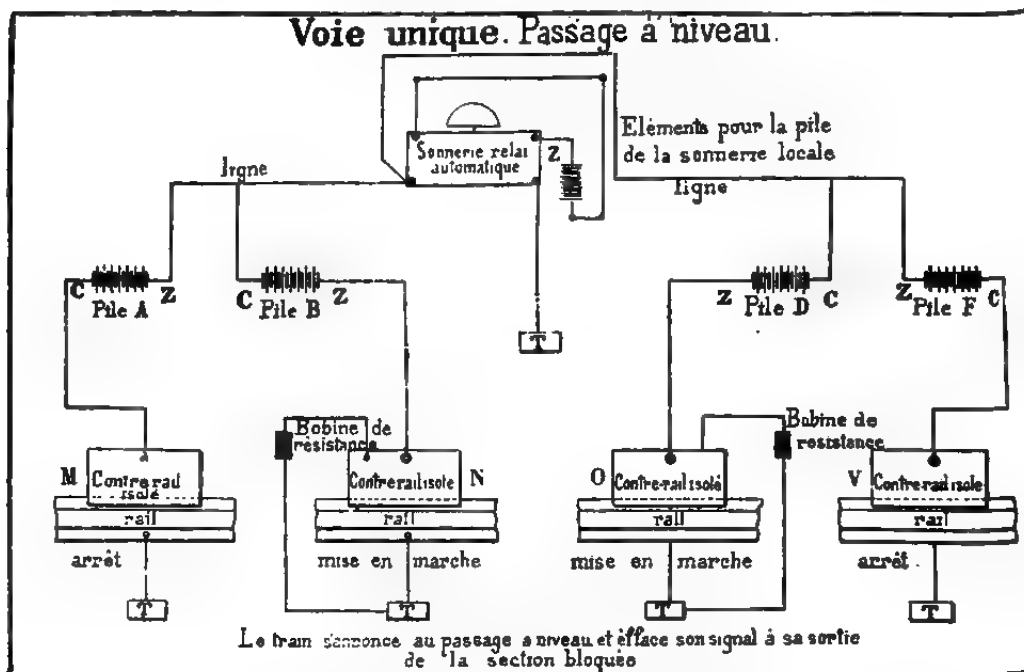 Voie unique. Passage à niveau.
Sonnerie relai
automatique
Z
Eléments pour la pile
de la sonnerie locale
ligne
ligne
C
Z
Pile A
C
Z
Pile B
Z
C
Pile D
Z
C
Pile F
T
Bobine de
résistance
Bobine de
resistance
M
Contre-rail
isolé
rail
Contre-rail isolé
N
rail
O
Contre-rail isolé
rail
V
Contre-rail isolé
rail
arrêt
mise en marche
mise en marche
arrêt.
T
T
T
T
Le train s'annonce au passage a niveau et efface son signal à sa sortie
de la section bloquée